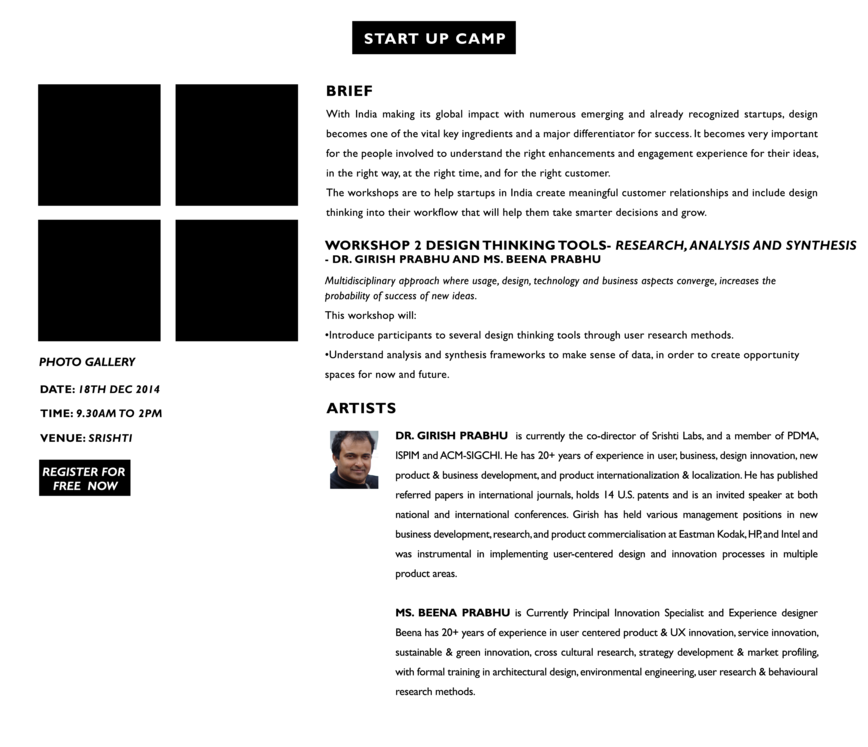 START UP CAMP
BRIEF
With India making its global impact with numerous emerging and already recognized startups, design
becomes one of the vital key ingredients and a major differentiator for success. It becomes very important
for the people involved to understand the right enhancements and engagement experience for their ideas,
in the right way, at the right time, and for the right customer.
The workshops are to help startups in India create meaningful customer relationships and include design
thinking into their workflow that will help them take smarter decisions and grow.
WORKSHOP 2 DESIGN THINKING TOOLS- RESEARCH, ANALYSIS AND SYNTHESIS
- DR. GIRISH PRABHU AND MS. BEENA PRABHU
Multidisciplinary approach where usage, design, technology and business aspects converge, increases the
probability of success of new ideas.
This workshop will:
•Introduce participants to several design thinking tools through user research methods.
•Understand analysis and synthesis frameworks to make sense of data, in order to create opportunity
spaces for now and future.
PHOTO GALLERY
DATE: 18TH DEC 2014
TIME: 9.30AM TO 2PM
VENUE: SRISHTI
REGISTER FOR
FREE NOW
ARTISTS
DR. GIRISH PRABHU is currently the co-director of Srishti Labs, and a member of PDMA,
ISPIM and ACM-SIGCHI. He has 20+ years of experience in user, business, design innovation, new
product & business development, and product internationalization & localization. He has published
referred papers in international journals, holds 14 U.S. patents and is an invited speaker at both
national and international conferences. Girish has held various management positions in new
business development, research, and product commercialisation at Eastman Kodak, HP, and Intel and
was instrumental in implementing user-centered design and innovation processes in multiple
product areas.
MS. BEENA PRABHU is Currently Principal Innovation Specialist and Experience designer
Beena has 20+ years of experience in user centered product & UX innovation, service innovation,
sustainable & green innovation, cross cultural research, strategy development & market profiling,
with formal training in architectural design, environmental engineering, user research & behavioural
research methods.